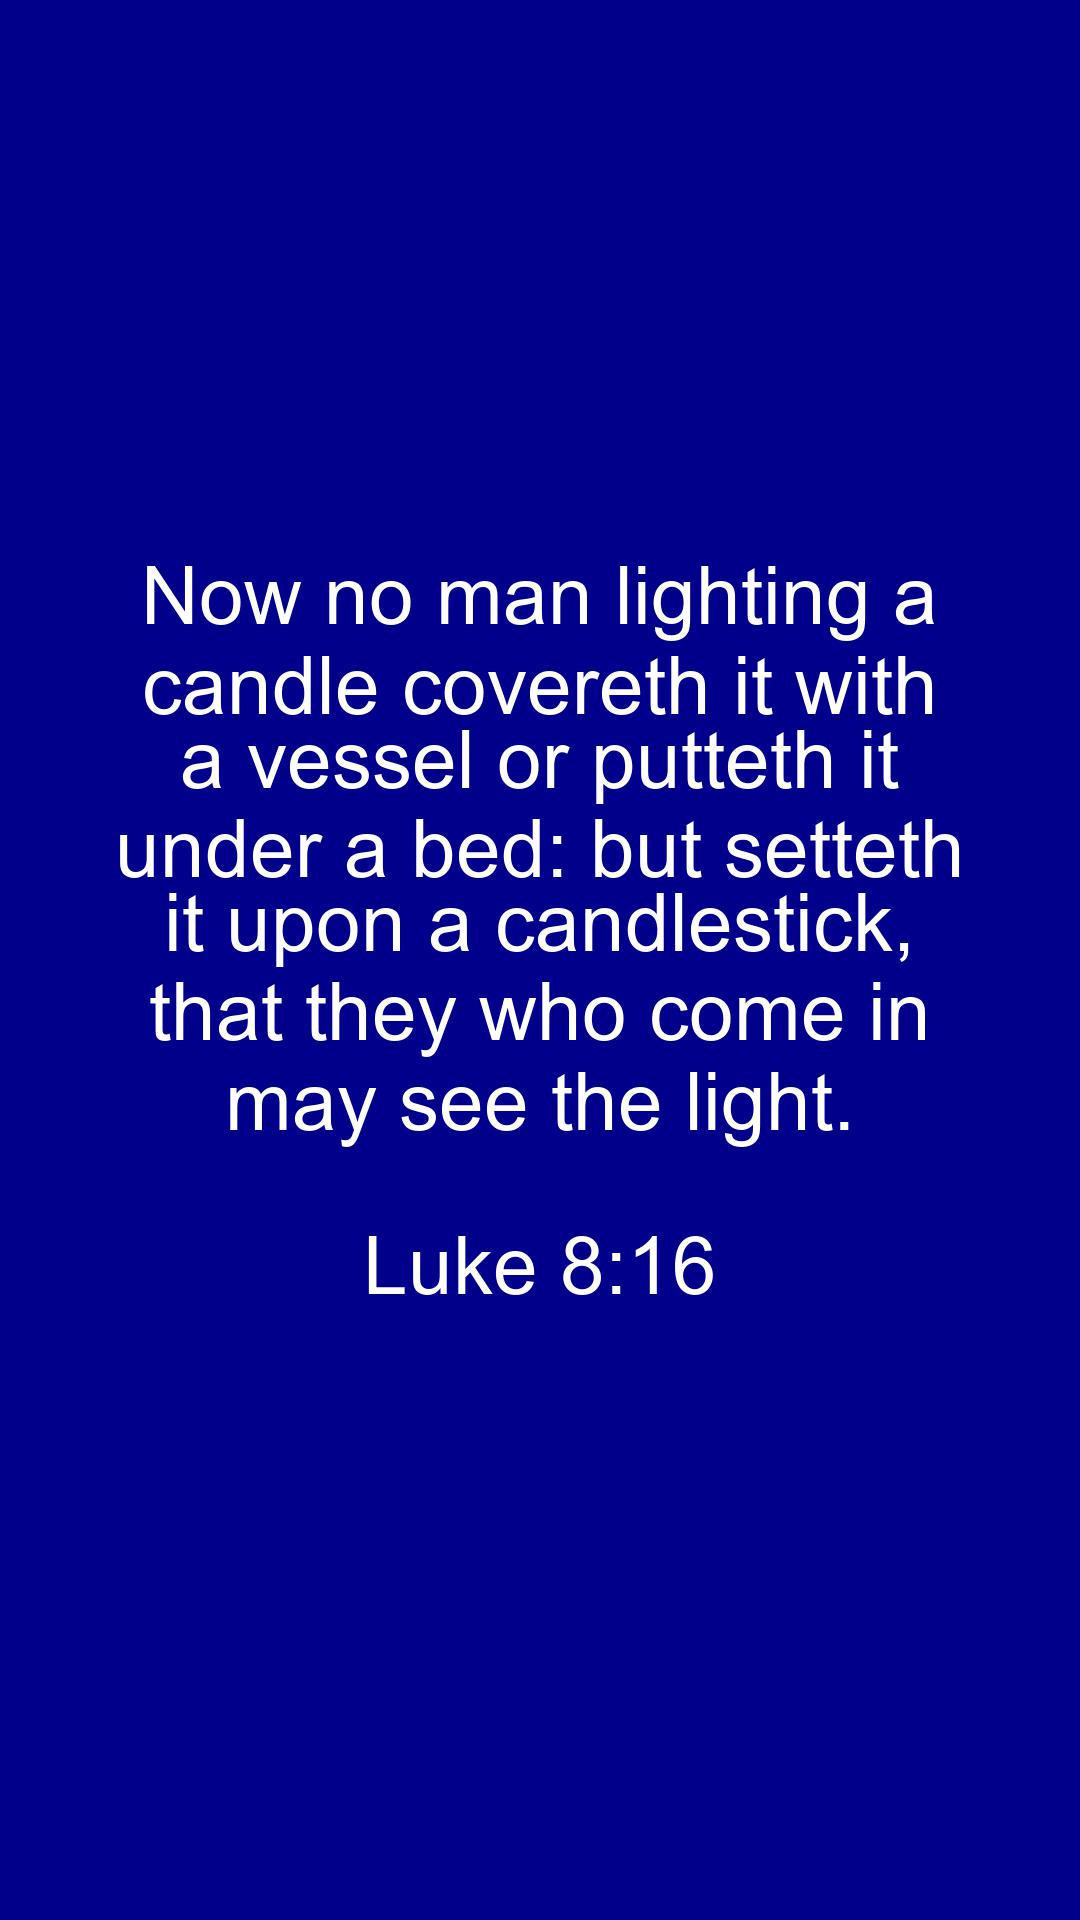 Now no man lighting a
candle covereth it with
a vessel or putteth it
under a bed: but setteth
it upon a candlestick,
that they who come in
may see the light.
Luke 8:16